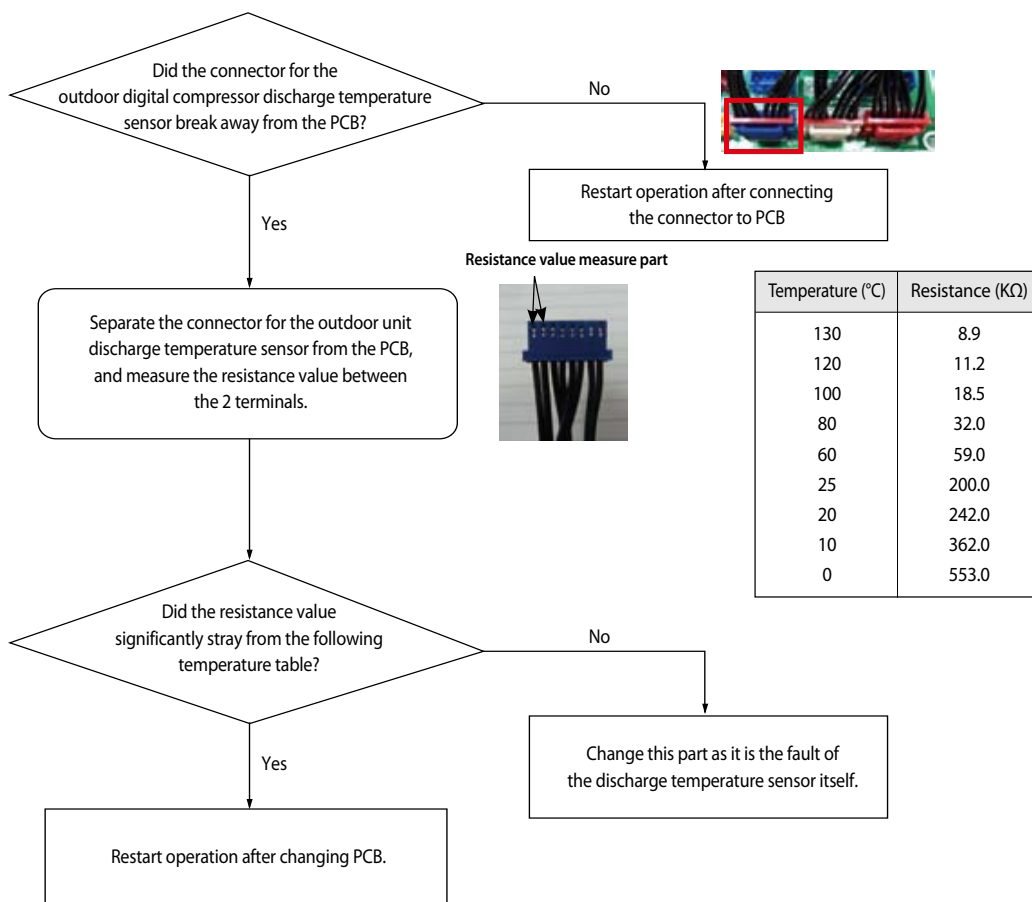 Did the connector for the
outdoor digital compressor discharge temperature
sensor break away from the PCB?
No
Restart operation after connecting
the connector to PCB
Yes
Resistance value measure part
Separate the connector for the outdoor unit
discharge temperature sensor from the PCB,
and measure the resistance value between
the 2 terminals.
Temperature (°C) Resistance (KΩ)
130 8.9
120 11.2
100 18.5
80 32.0
60 59.0
25 200.0
20 242.0
10 362.0
0 553.0
Did the resistance value
significantly stray from the following
temperature table?
No
Change this part as it is the fault of
the discharge temperature sensor itself.
Yes
Restart operation after changing PCB.